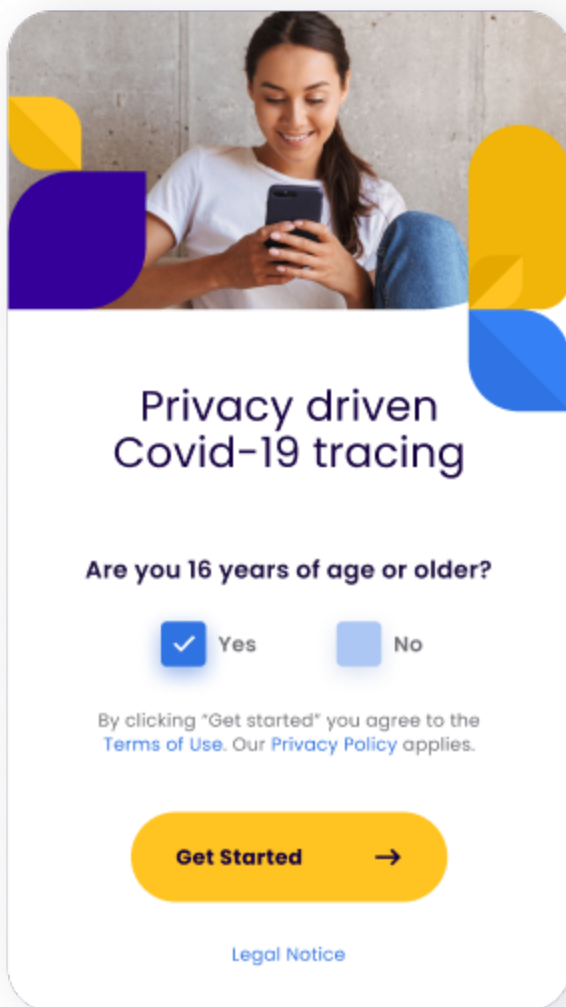 Privacy driven
Covid-19 tracing
Are you 16 years of age or older?
Yes No
By clicking “Get started” you agree to the
Terms of Use. Our Privacy Policy applies.
Get Started →
Legal Notice